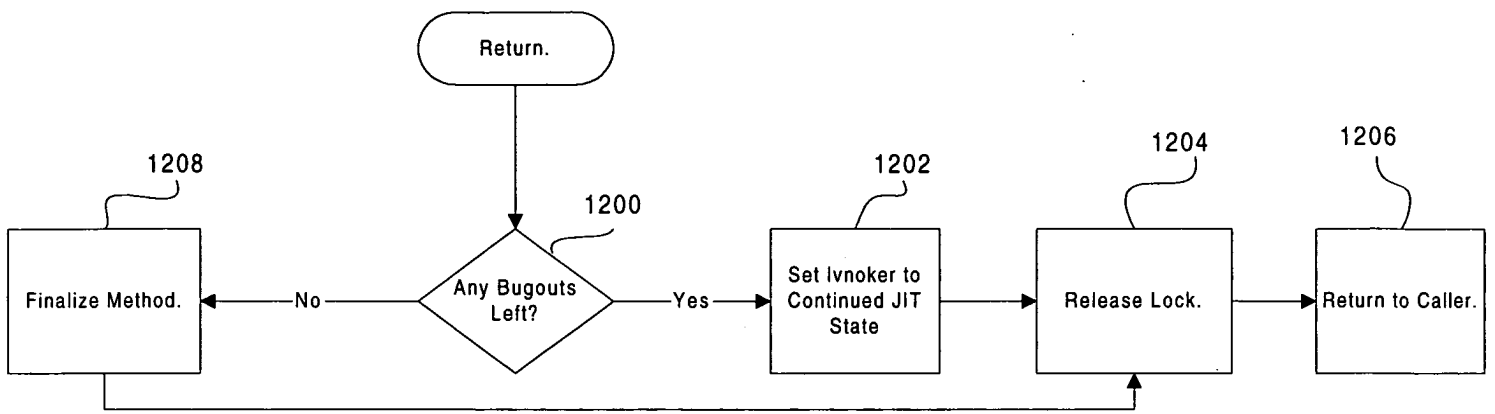 Return.
1208
1200
1202
1204
1206
Finalize Method.
No
Any Bugouts
Left?
Yes
Set Ivnoker to
Continued JIT
State
Release Lock.
Return to Caller.